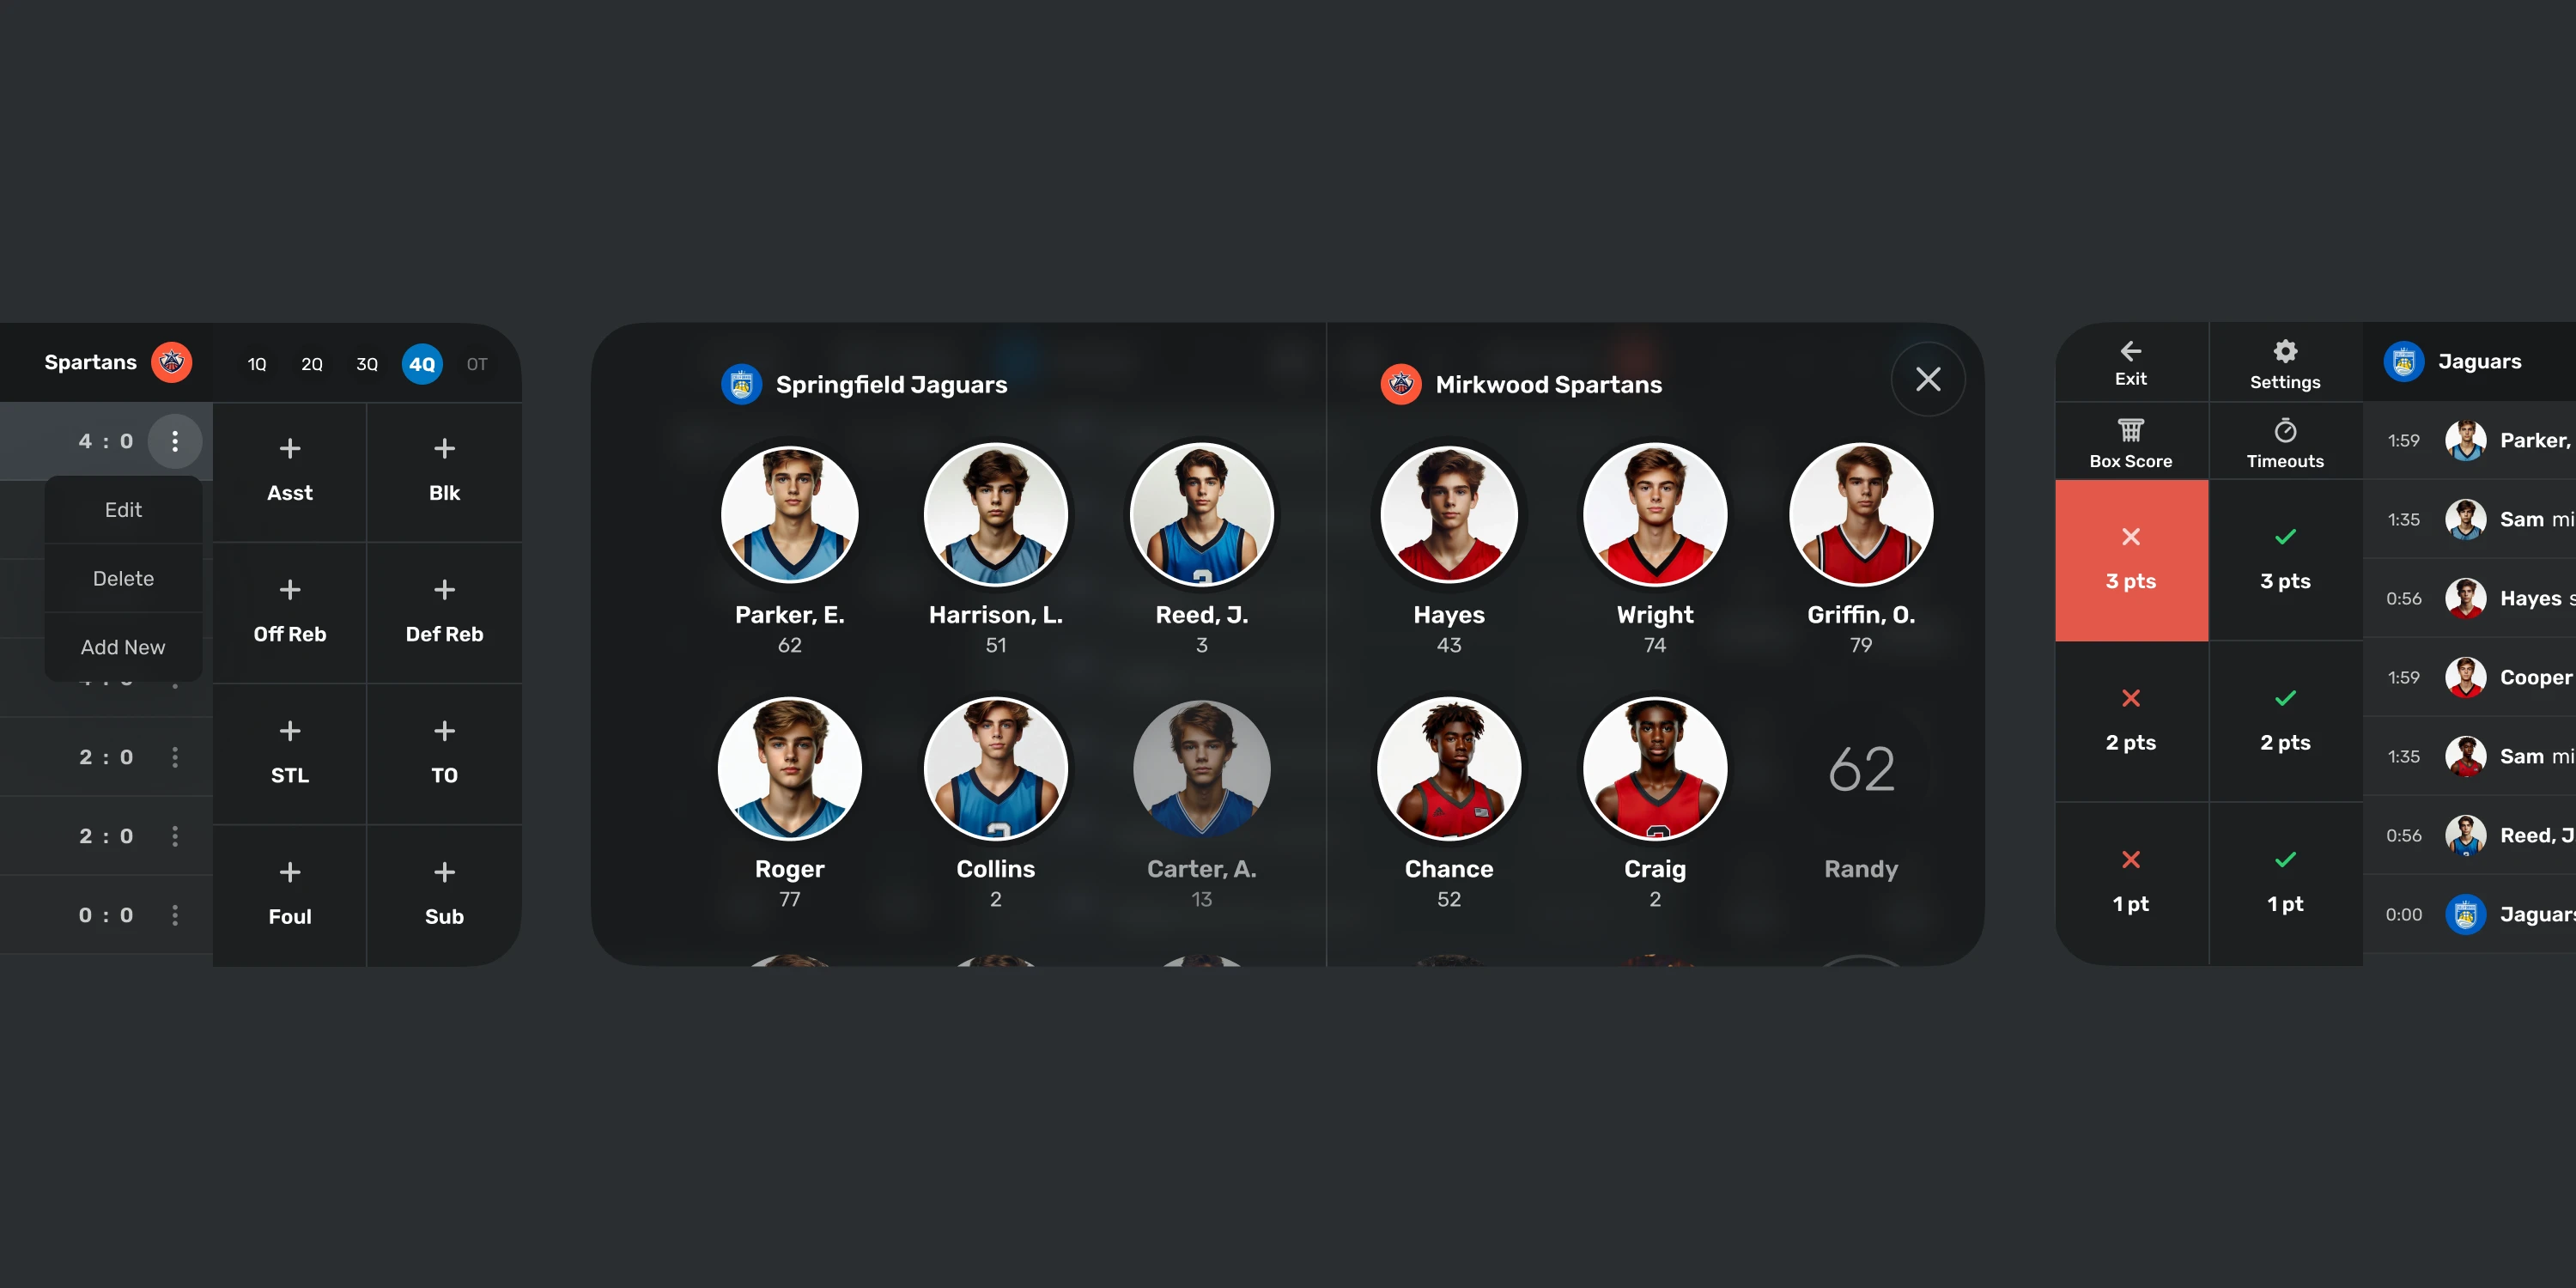 Spartans
1Q 2Q 3Q 4Q OT
4 : 0
Edit
Delete
Add New
2 : 0
2 : 0
0 : 0
Asst Blk
Off Reb Def Reb
STL TO
Foul Sub
Springfield Jaguars
Parker, E. Harrison, L. Reed, J.
62 51 3
Roger Collins Carter, A.
77 2 13
Mirkwood Spartans
Hayes Wright Griffin, O.
43 74 79
62
Chance Craig Randy
52 2
Exit Settings
Box Score Timeouts
3 pts 3 pts
2 pts 2 pts
1 pt 1 pt
Jaguars
1:59 Parker,
1:35 Sam mi
0:56 Hayes s
1:59 Cooper
1:35 Sam mi
0:56 Reed, J
0:00 Jaguars